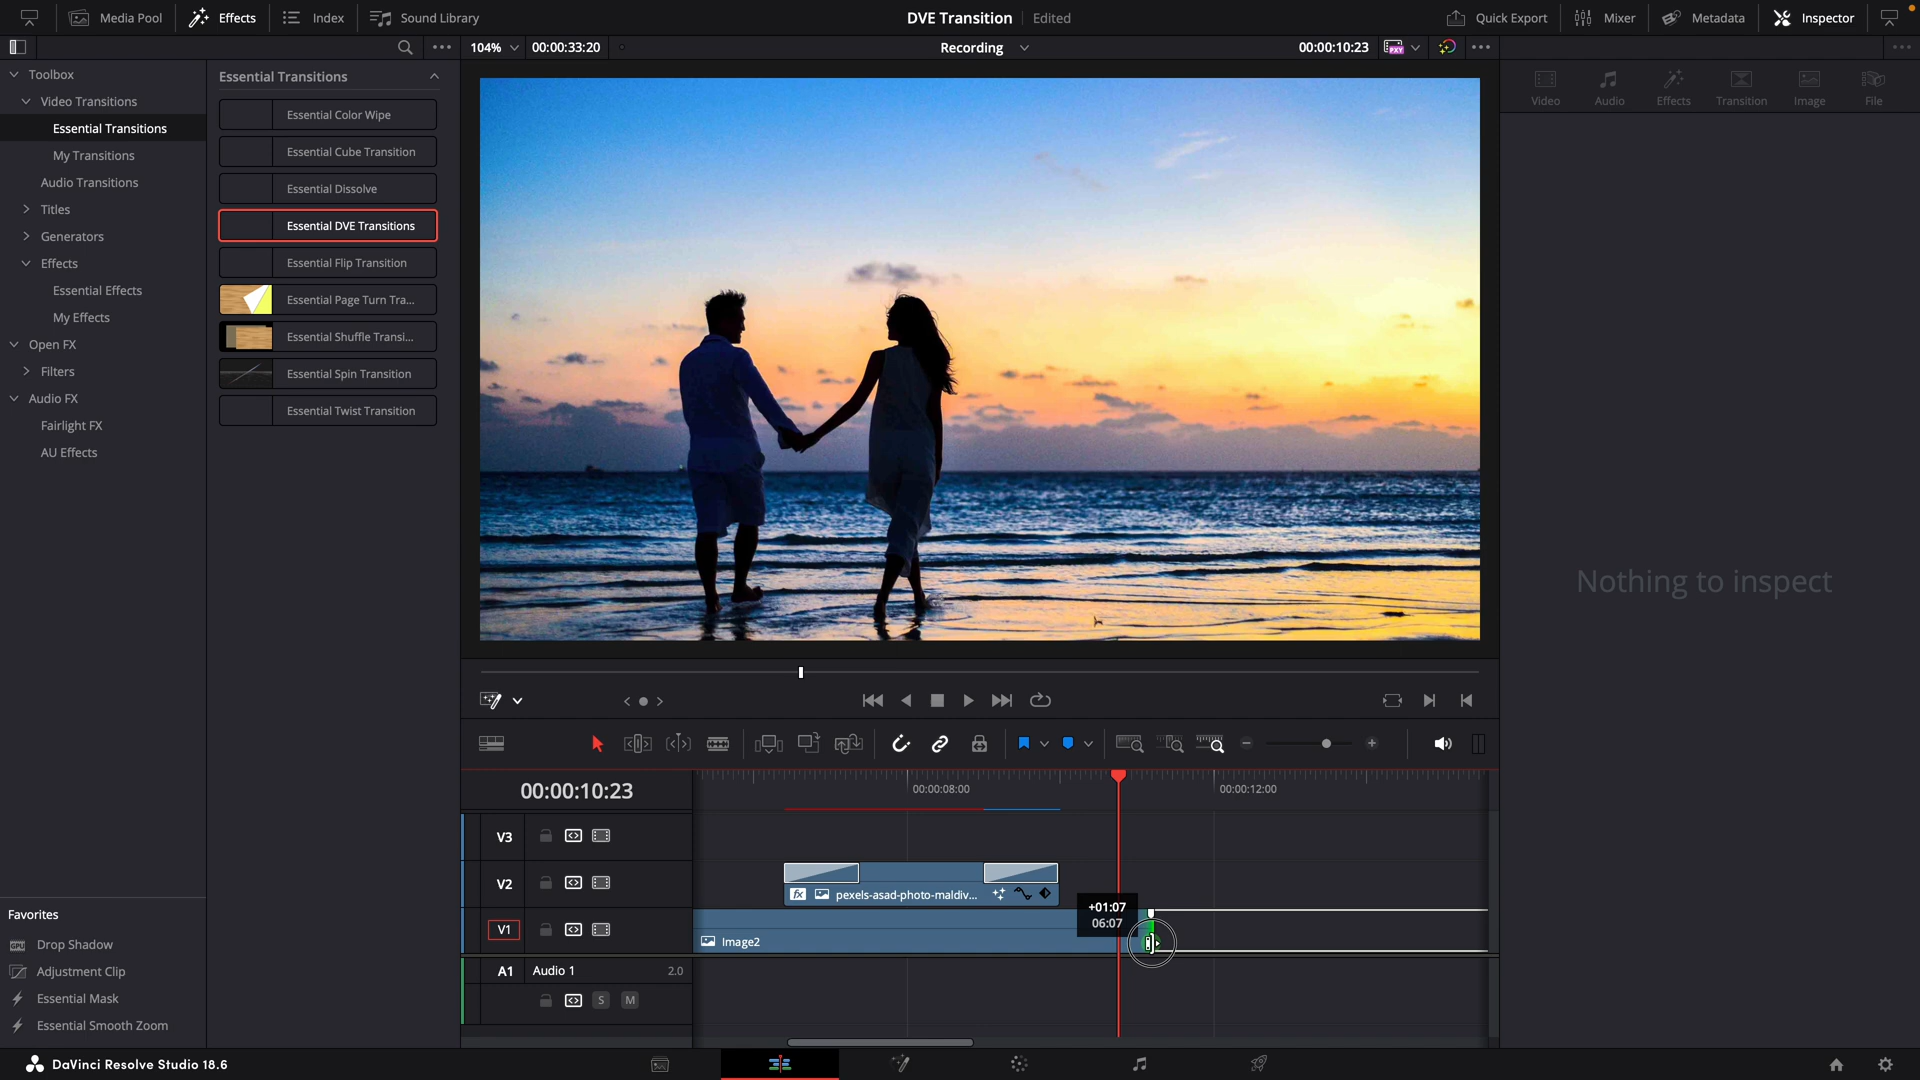 Media Pool
Effects
Index
Sound Library
DVE Transition
Edited
Quick Export
Mixer
Metadata
Inspector
104%
00:00:33:20
Recording
00:00:10:23
PXY
Toolbox
Video Transitions
Essential Transitions
My Transitions
Audio Transitions
Titles
Generators
Effects
Essential Effects
My Effects
Open FX
Filters
Audio FX
Fairlight FX
AU Effects
Essential Transitions
Essential Color Wipe
Essential Cube Transition
Essential Dissolve
Essential DVE Transitions
Essential Flip Transition
Essential Page Turn Tra...
Essential Shuffle Transi...
Essential Spin Transition
Essential Twist Transition
Video
Audio
Effects
Transition
Image
File
Nothing to inspect
00:00:10:23
00:00:08:00
00:00:12:00
V3
V2
fx
pexels-asad-photo-maldiv...
V1
Image2
+01:07
06:07
A1
Audio 1
2.0
S
M
Favorites
Drop Shadow
Adjustment Clip
Essential Mask
Essential Smooth Zoom
DaVinci Resolve Studio 18.6